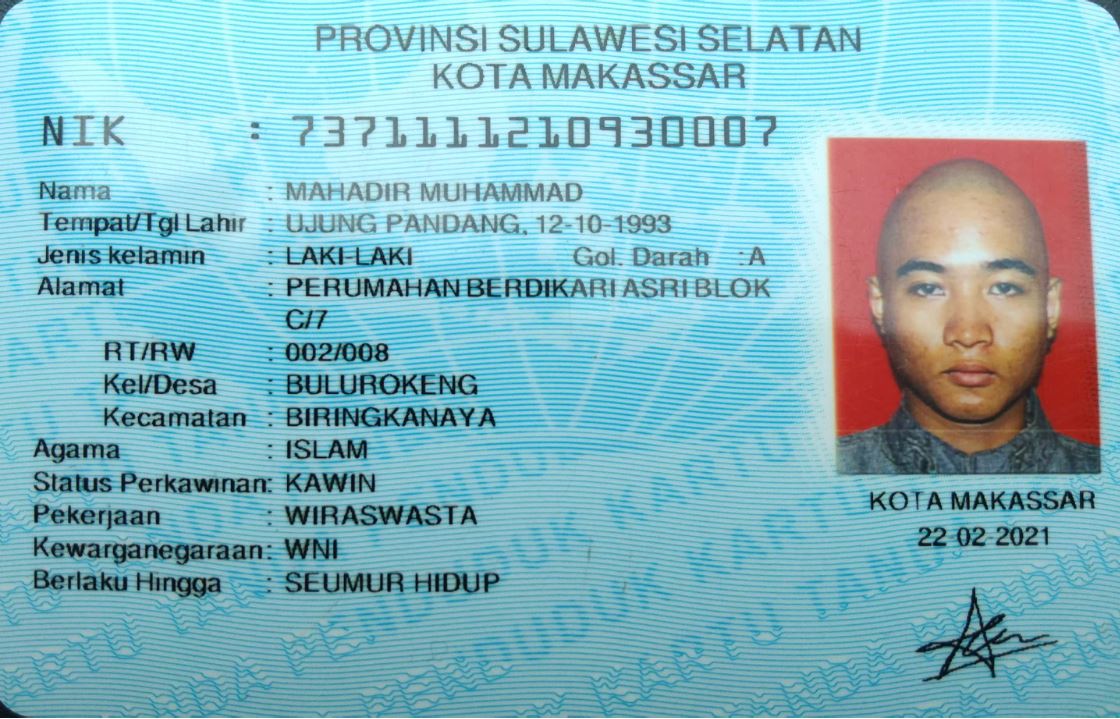 PROVINSI SULAWESI SELATAN
KOTA MAKASSAR
NIK : 7371111210930007
Nama : MAHADIR MUHAMMAD
Tempat/Tgl Lahir : UJUNG PANDANG, 12-10-1993
Jenis kelamin : LAKI-LAKI Gol. Darah : A
Alamat : PERUMAHAN BERDIKARI ASRI BLOK
C/7
RT/RW : 002/008
Kel/Desa : BULUROKENG
Kecamatan : BIRINGKANAYA
Agama : ISLAM
Status Perkawinan: KAWIN
Pekerjaan : WIRASWASTA
Kewarganegaraan: WNI
Berlaku Hingga : SEUMUR HIDUP
KOTA MAKASSAR
22-02-2021